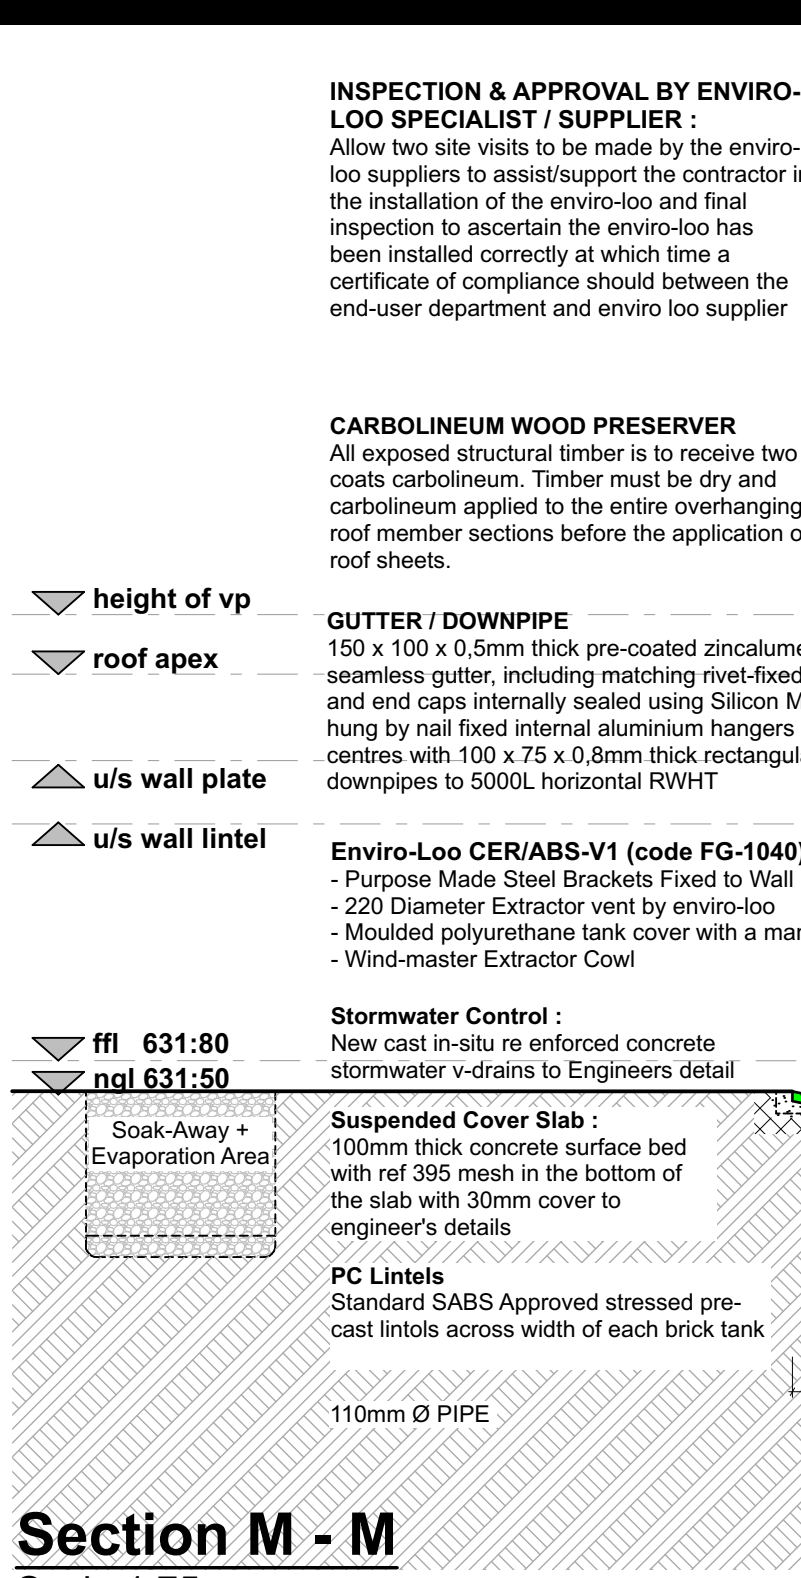 INSPECTION & APPROVAL BY ENVIRO-
LOO SPECIALIST / SUPPLIER :
Allow two site visits to be made by the enviro-
loo suppliers to assist/support the contractor
the installation of the enviro-loo and final
inspection to ascertain the enviro-loo has
been installed correctly at which time a
certificate of compliance should between the
end-user department and enviro loo supplier
CARBOLINEUM WOOD PRESERVER
All exposed structural timber is to receive two
coats carbolineum. Timber must be dry and
carbolineum applied to the entire overhanging
roof member sections before the application
roof sheets.
height of vp
roof apex
u/s wall plate
u/s wall lintel
GUTTER / DOWNPIPE
150 x 100 x 0,5mm thick pre-coated zincalume
seamless gutter, including matching rivet-fixed
and end caps internally sealed using Silicon
hung by nail fixed internal aluminium hangers
centres with 100 x 75 x 0,8mm thick
downpipes to 5000L horizontal RWHT
Enviro-Loo CER/ABS-V1 (code FG-1040)
- Purpose Made Steel Brackets Fixed to Wall
- 220 Diameter Extractor vent by enviro-loo
- Moulded polyurethane tank cover with a
- Wind-master Extractor Cowl
ffl 631:80
ngl 631:50
Stormwater Control :
New cast in-situ re enforced concrete
stormwater v-drains to Engineers detail
Soak-Away +
Evaporation Area
Suspended Cover Slab :
100mm thick concrete surface bed
with ref 395 mesh in the bottom of
the slab with 30mm cover to
engineer's details
PC Lintels
Standard SABS Approved stressed pre-
cast lintols across width of each brick tank
110mm Ø PIPE
Section M - M